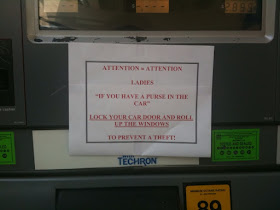 ATTENTION = ATTENTION
LADIES
"IF YOU HAVE A PURSE IN THE
CAR"
LOCK YOUR CAR DOOR AND ROLL
UP THE WINDOWS
TO PREVENT A THEFT!
TECHRON
89